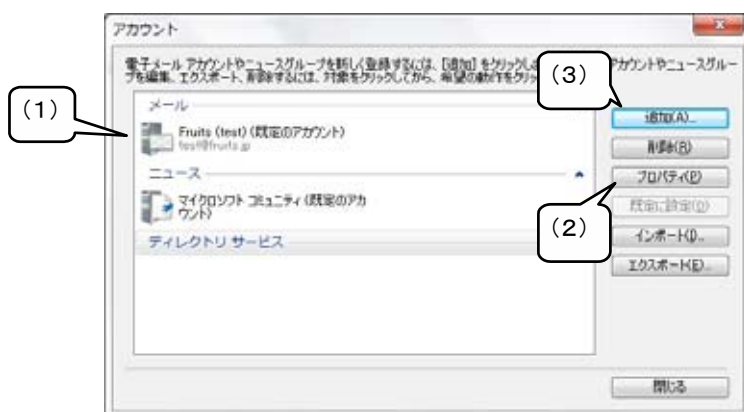 アカウント
電子メール アカウントやニュースグループを新しく登録するには、[追加] をクリックし アカウントやニュースグルー
プを編集、エクスポート、削除するには、対象をクリックしてから、希望の動作をクリッ
(3)
(1)
メール
Fruits (test) (既定のアカウント)
test@fruits.jp
ニュース
マイクロソフト コミュニティ (既定のアカ
ウント)
ディレクトリ サービス
追加(A)...
削除(R)
プロパティ(P)
(2)
既定に設定(D)
インポート(I)...
エクスポート(E)...
閉じる